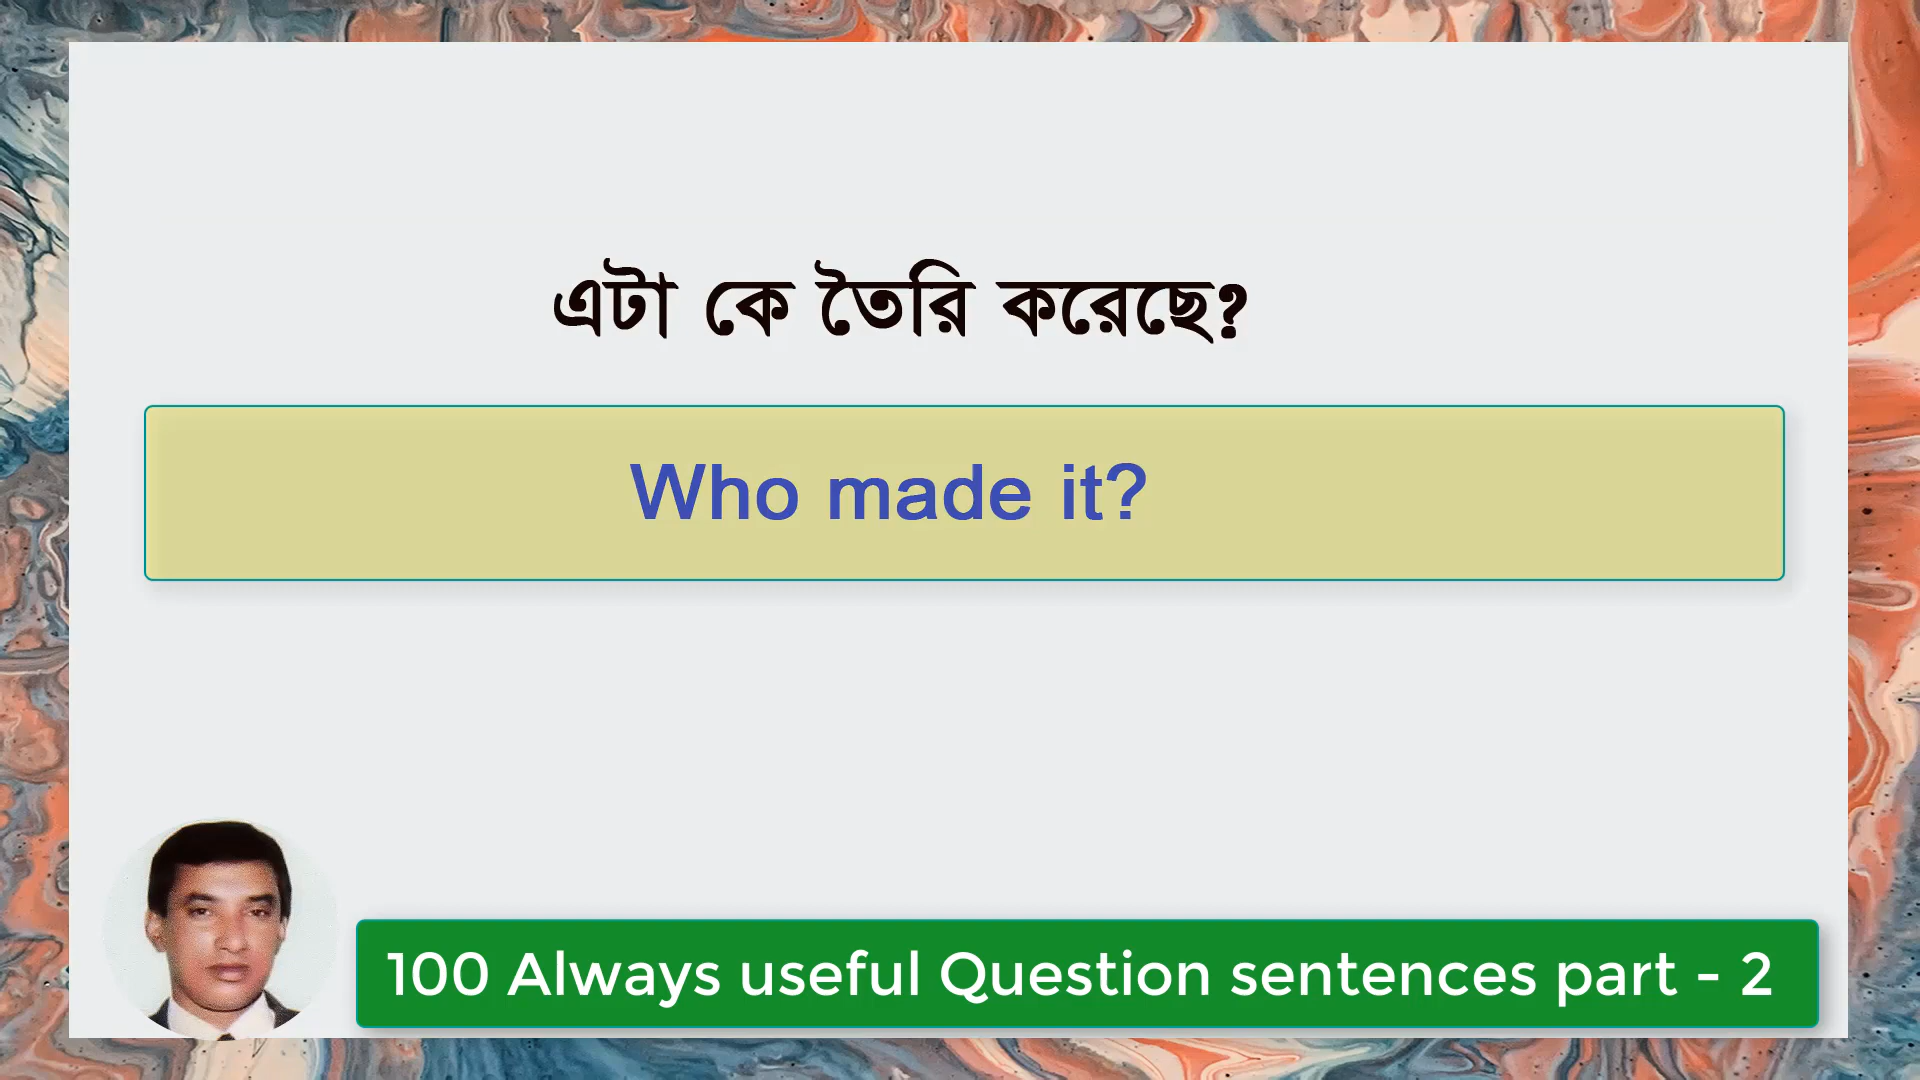 এটা কে তৈরি করেছে?
Who made it?
100 Always useful Question sentences part - 2